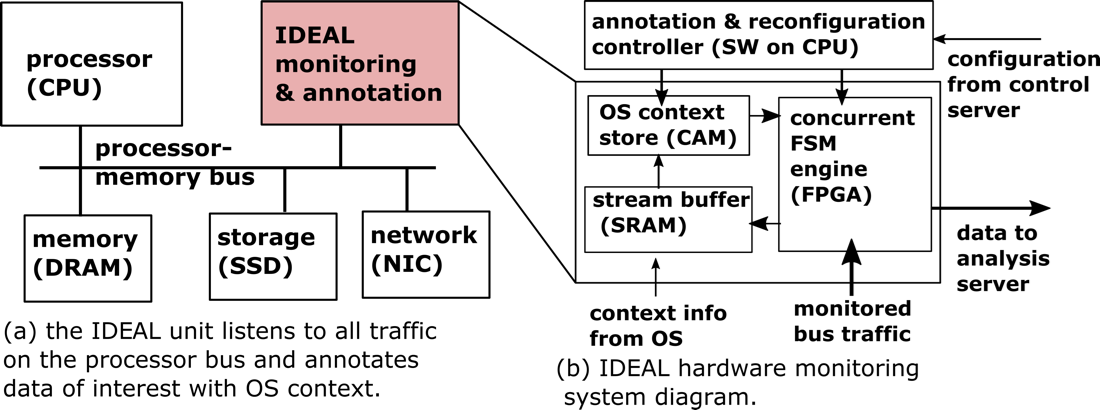 processor
(CPU)
IDEAL
monitoring
& annotation
processor-
memory bus
memory
(DRAM)
storage
(SSD)
network
(NIC)
(a) the IDEAL unit listens to all traffic
on the processor bus and annotates
data of interest with OS context.
annotation & reconfiguration
controller (SW on CPU)
configuration
from control
server
OS context
store (CAM)
concurrent
FSM
engine
(FPGA)
stream buffer
(SRAM)
data to
analysis
server
context info
from OS
monitored
bus traffic
(b) IDEAL hardware monitoring
system diagram.